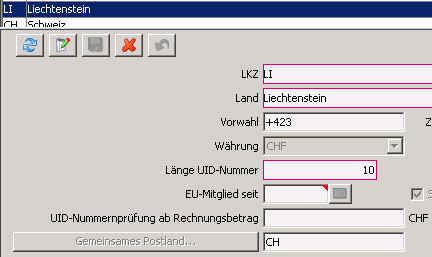 LI Liechtenstein
CH Schweiz
LKZ LI
Land Liechtenstein
Vorwahl +423 Z
Währung CHF
Länge UID-Nummer 10
EU-Mitglied seit
UID-Nummernprüfung ab Rechnungsbetrag CHF
Gemeinsames Postland... CH